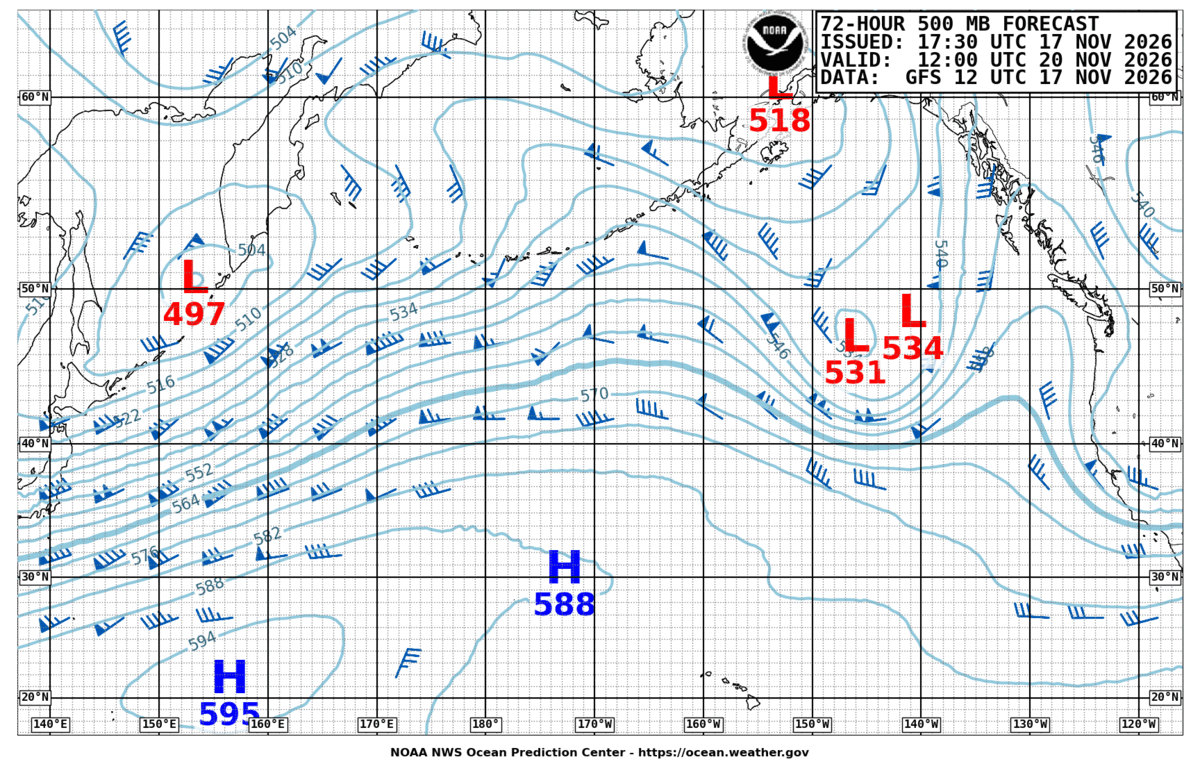 72-HOUR 500 MB FORECAST
ISSUED: 17:30 UTC 17 NOV 2026
VALID: 12:00 UTC 20 NOV 2026
DATA: GFS 12 UTC 17 NOV 2026
NOAA
504
510
60°N
60°N
L
518
546
540
504
540
L
497
50°N
50°N
510
534
L
534
L
531
528
546
516
570
522
40°N
40°N
552
564
582
576
H
588
30°N
30°N
588
594
H
595
20°N
20°N
140°E
150°E
160°E
170°E
180°
170°W
160°W
150°W
140°W
130°W
120°W
NOAA NWS Ocean Prediction Center - https://ocean.weather.gov